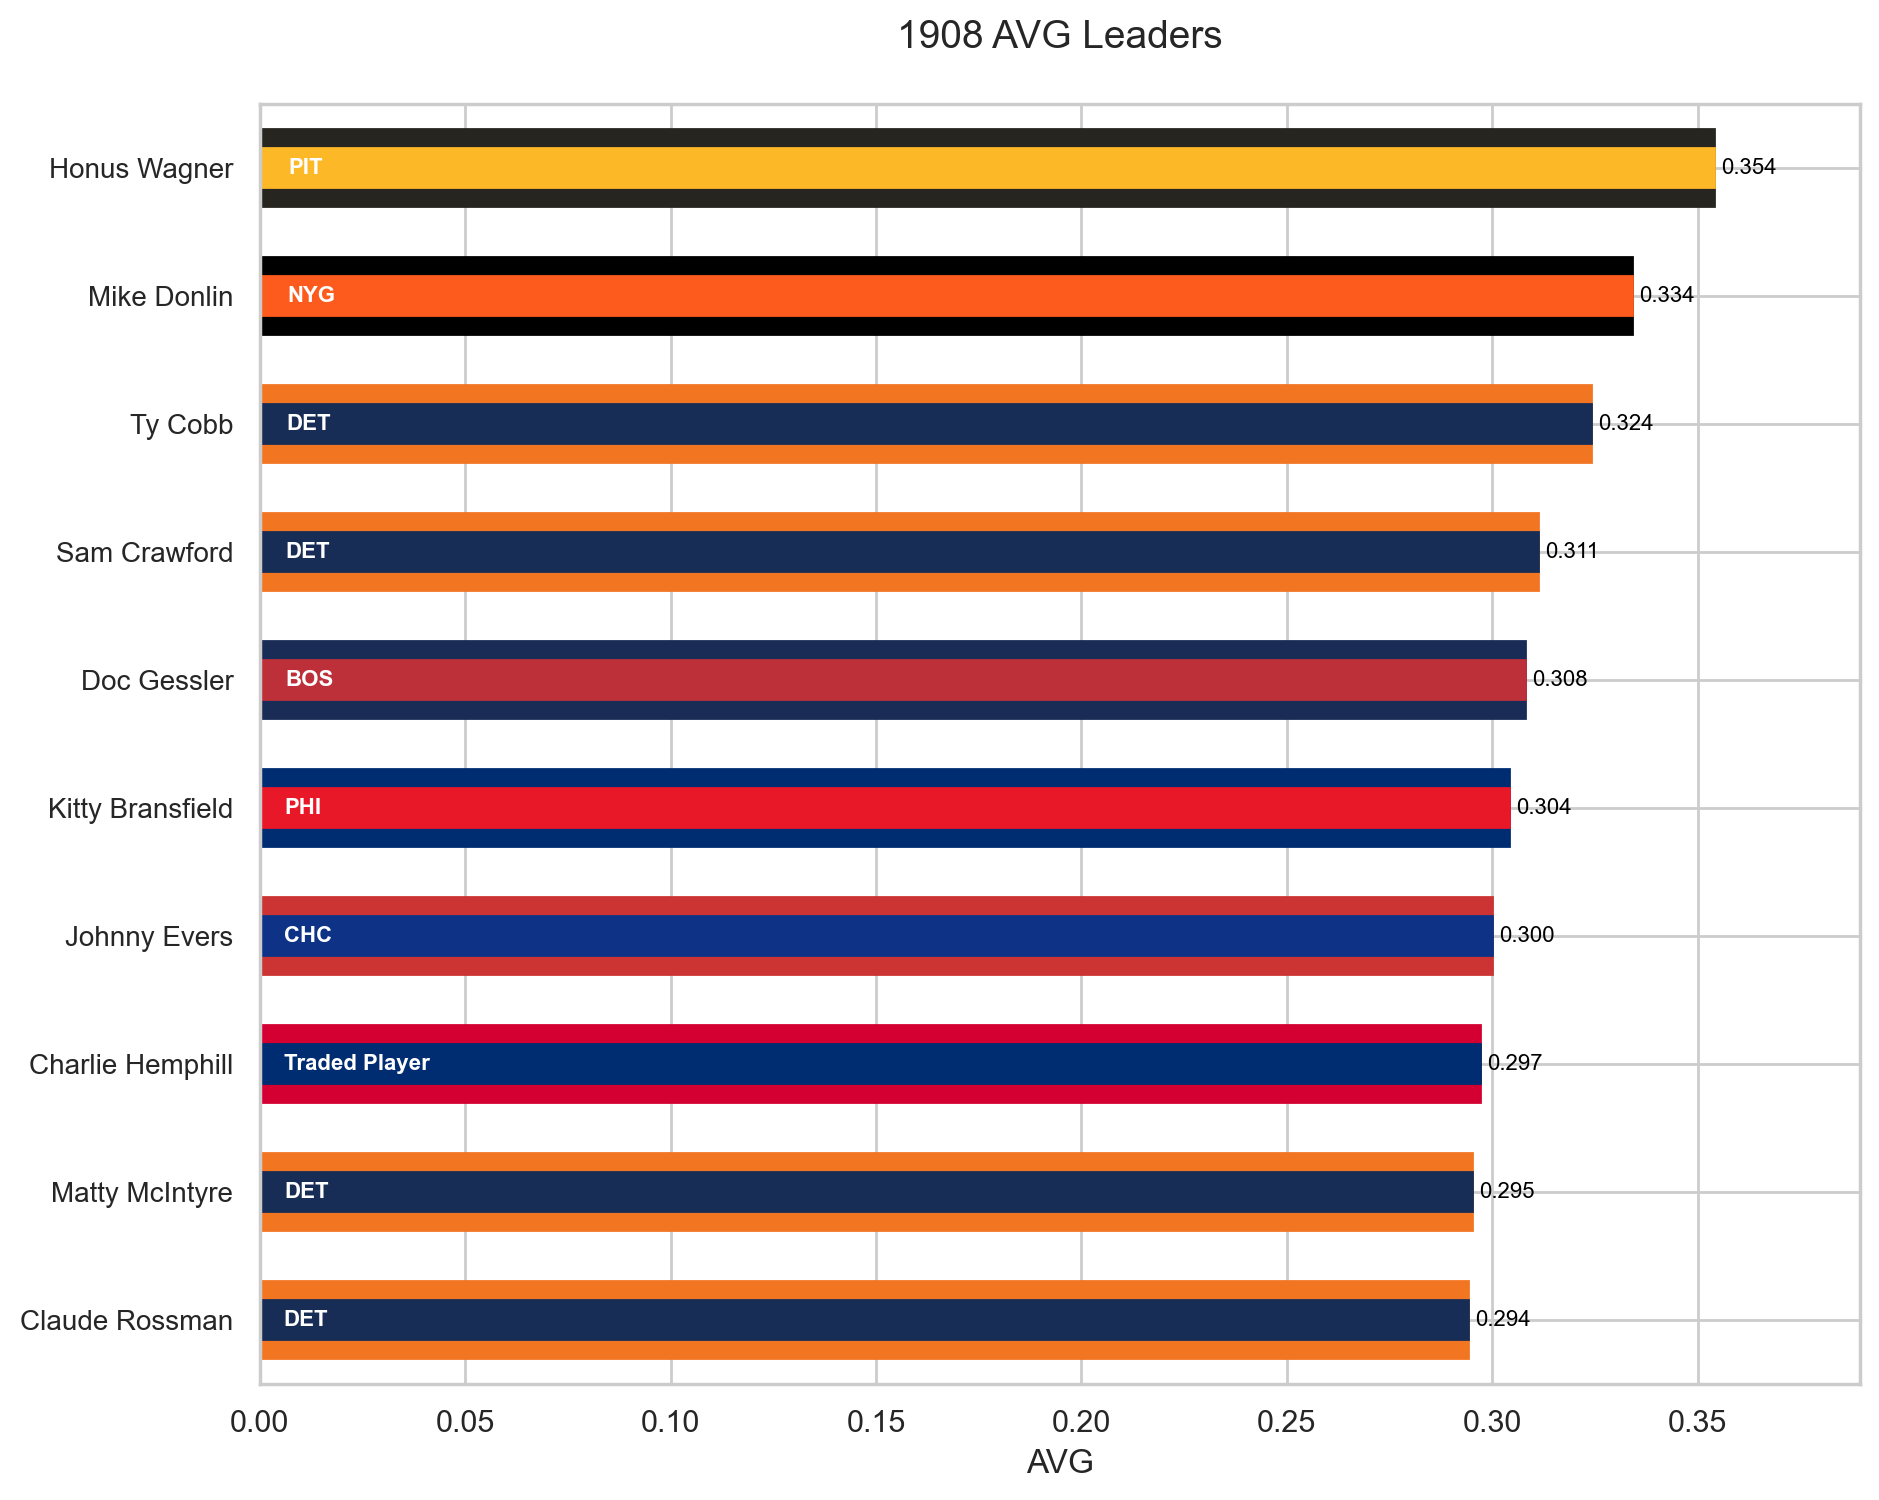 1908 AVG Leaders
Honus Wagner PIT 0.354
Mike Donlin NYG 0.334
Ty Cobb DET 0.324
Sam Crawford DET 0.311
Doc Gessler BOS 0.308
Kitty Bransfield PHI 0.304
Johnny Evers CHC 0.300
Charlie Hemphill Traded Player 0.297
Matty McIntyre DET 0.295
Claude Rossman DET 0.294
0.00 0.05 0.10 0.15 0.20 0.25 0.30 0.35
AVG